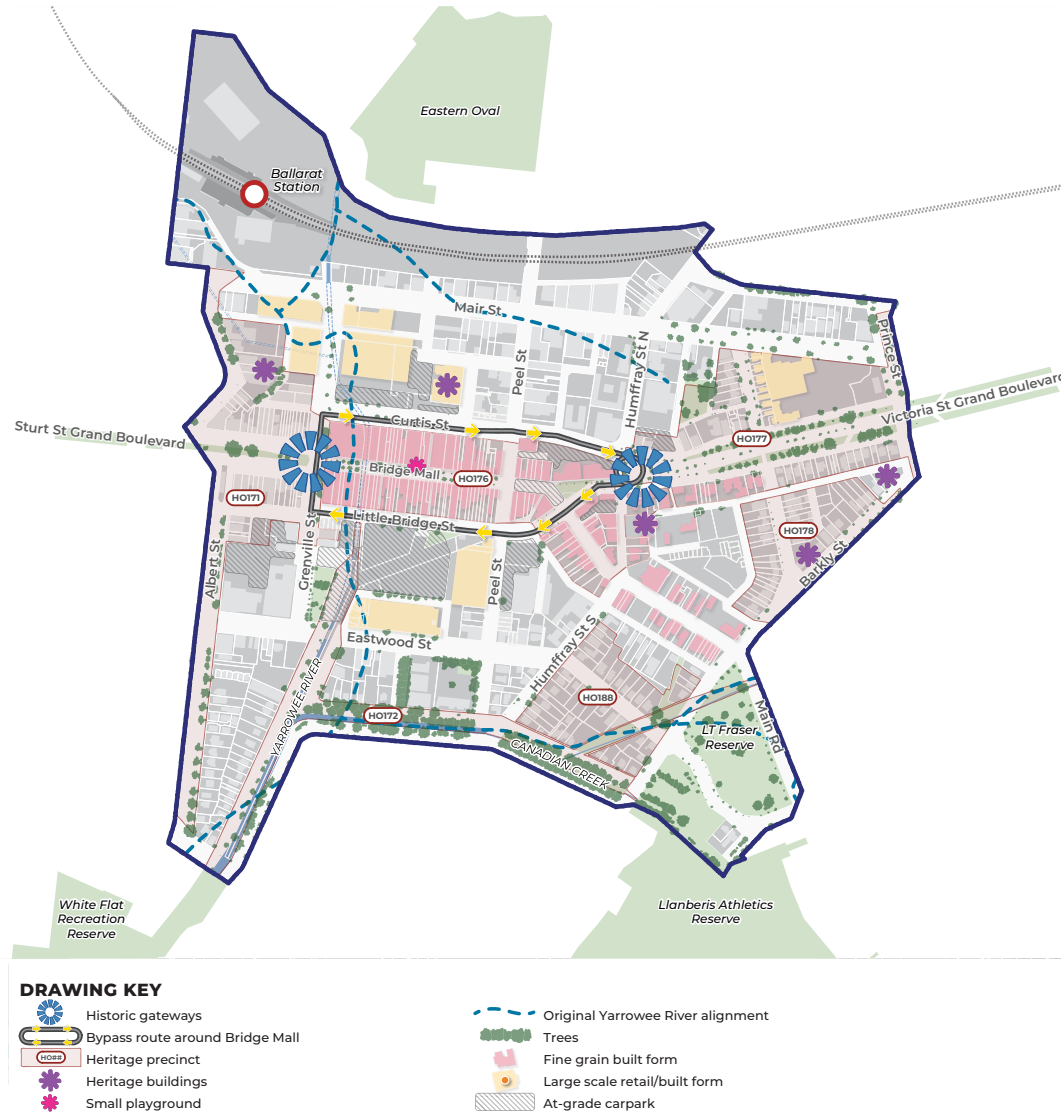 Eastern Oval
Ballarat
Station
Mair St
Peel St
Humffray St N
Prince St
Sturt St Grand Boulevard
Victoria St Grand Boulevard
Curtis St
Bridge Mall
HO176
HO177
HO171
Little Bridge St
HO178
Albert St
Grenville St
Peel St
Barkly St
Eastwood St
Humffray St S
YARROWEE RIVER
HO188
HO172
CANADIAN CREEK
LT Fraser
Reserve
Main Rd
White Flat
Recreation
Reserve
Llanberis Athletics
Reserve
DRAWING KEY
Historic gateways
Bypass route around Bridge Mall
HO##
Heritage precinct
Heritage buildings
Small playground
Original Yarrowee River alignment
Trees
Fine grain built form
Large scale retail/built form
At-grade carpark